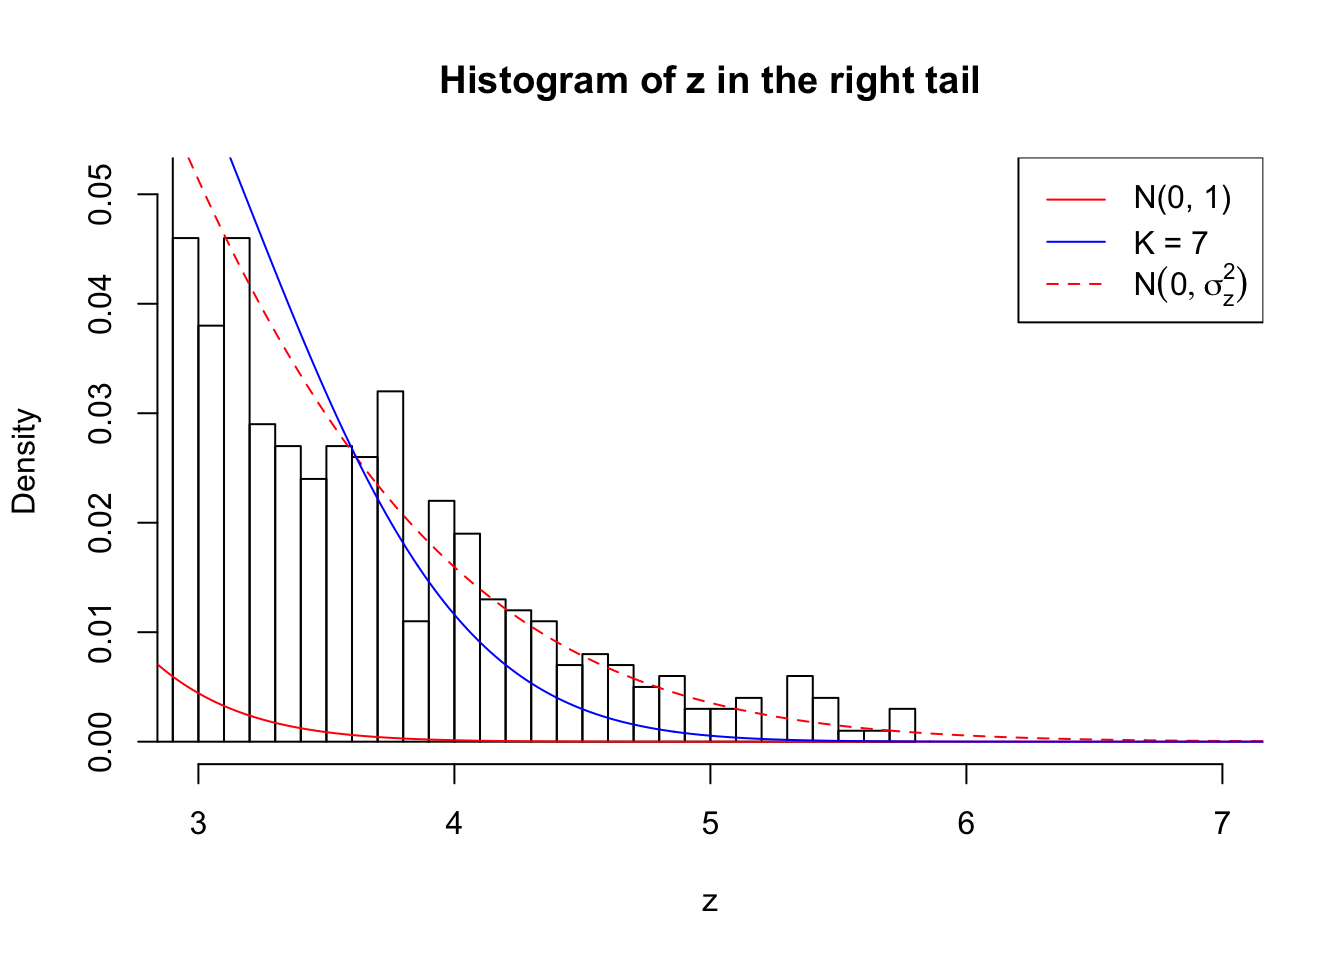 Histogram of z in the right tail
N(0, 1)
K = 7
N(0, σ_z^2)
Density
0.05
0.04
0.03
0.02
0.01
0.00
3 4 5 6 7
z